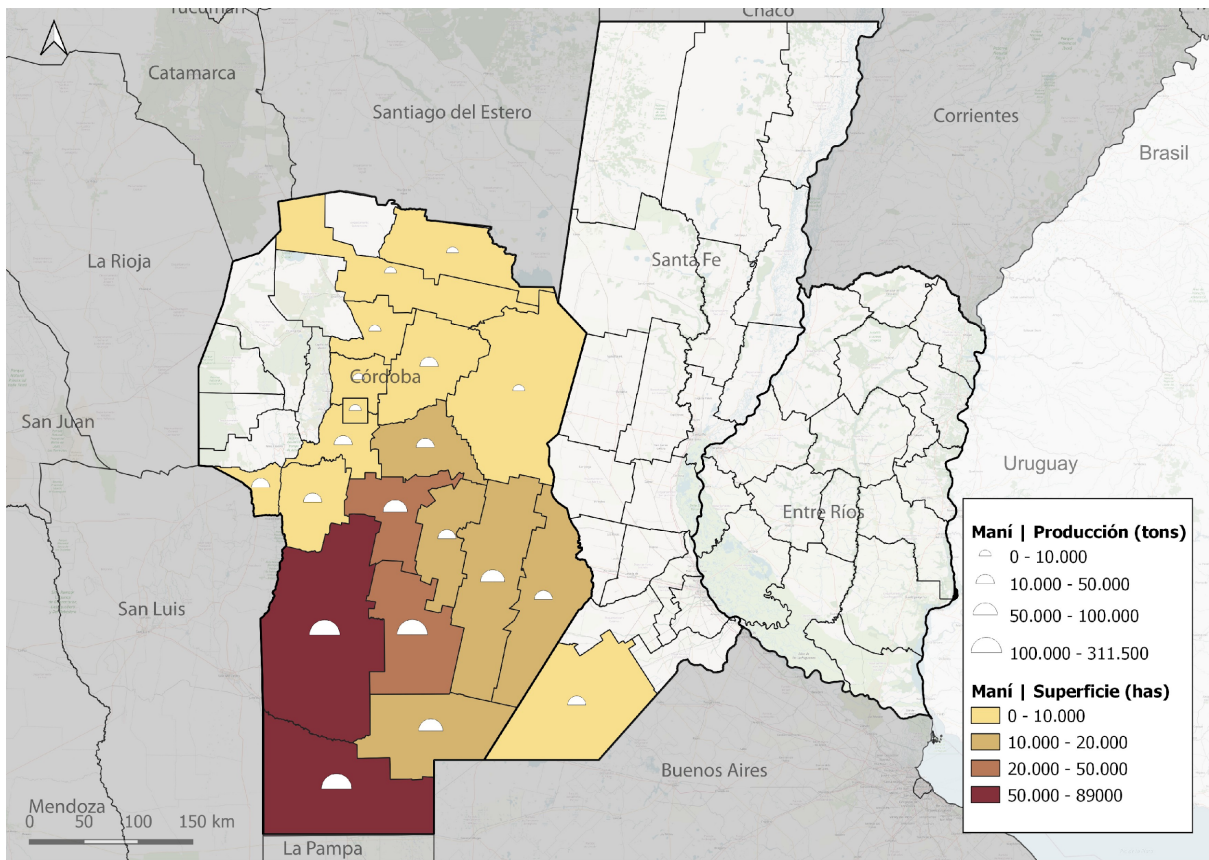 Tucumán
Chaco
Catamarca
Santiago del Estero
Corrientes
Brasil
La Rioja
Santa Fe
Córdoba
San Juan
Uruguay
Entre Ríos
San Luis
Buenos Aires
Mendoza
0 50 100 150 km
La Pampa
Maní | Producción (tons)
0 - 10.000
10.000 - 50.000
50.000 - 100.000
100.000 - 311.500
Maní | Superficie (has)
0 - 10.000
10.000 - 20.000
20.000 - 50.000
50.000 - 89000